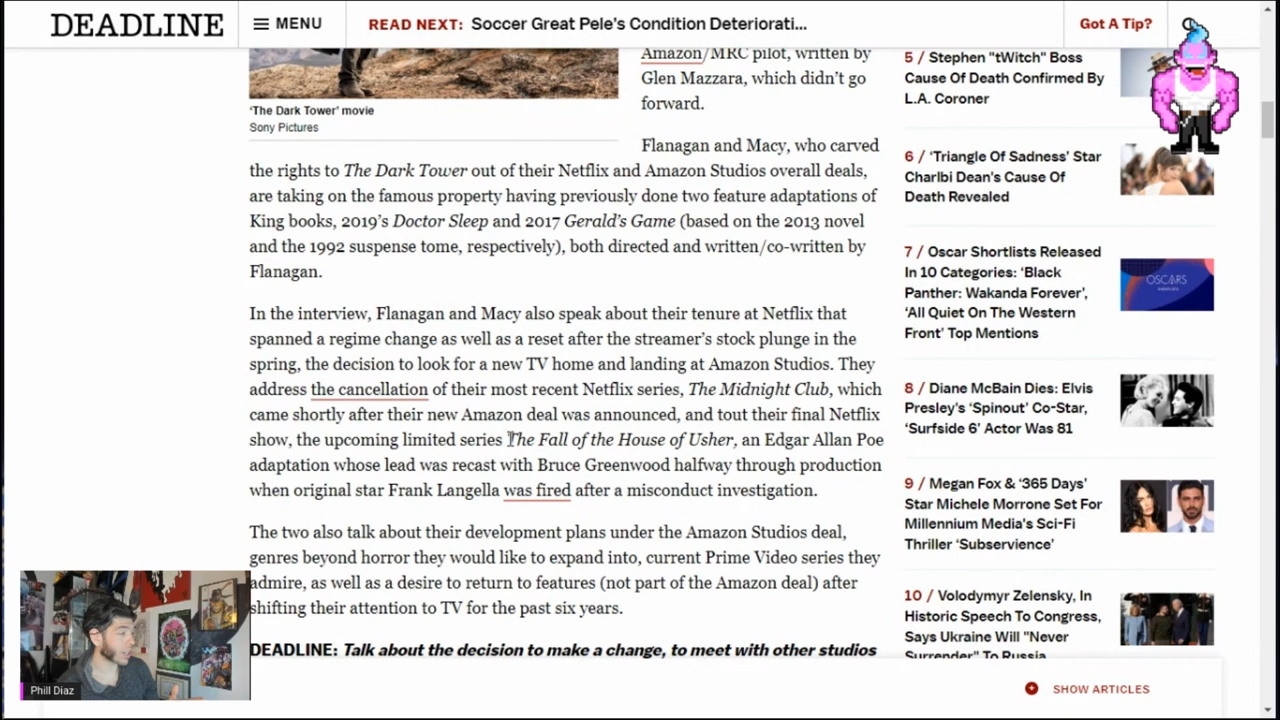 DEADLINE
MENU
READ NEXT: Soccer Great Pele's Condition Deteriorati...
Got A Tip?
'The Dark Tower' movie
Sony Pictures
Amazon/MRC pilot, written by
Glen Mazzara, which didn't go
forward.
Flanagan and Macy, who carved
the rights to The Dark Tower out of their Netflix and Amazon Studios overall deals,
are taking on the famous property having previously done two feature adaptations of
King books, 2019's Doctor Sleep and 2017 Gerald's Game (based on the 2013 novel
and the 1992 suspense tome, respectively), both directed and written/co-written by
Flanagan.
In the interview, Flanagan and Macy also speak about their tenure at Netflix that
spanned a regime change as well as a reset after the streamer's stock plunge in the
spring, the decision to look for a new TV home and landing at Amazon Studios. They
address the cancellation of their most recent Netflix series, The Midnight Club, which
came shortly after their new Amazon deal was announced, and tout their final Netflix
show, the upcoming limited series The Fall of the House of Usher, an Edgar Allan Poe
adaptation whose lead was recast with Bruce Greenwood halfway through production
when original star Frank Langella was fired after a misconduct investigation.
The two also talk about their development plans under the Amazon Studios deal,
genres beyond horror they would like to expand into, current Prime Video series they
admire, as well as a desire to return to features (not part of the Amazon deal) after
shifting their attention to TV for the past six years.
DEADLINE: Talk about the decision to make a change, to meet with other studios
5 / Stephen "tWitch" Boss
Cause Of Death Confirmed By
L.A. Coroner
6 / 'Triangle Of Sadness' Star
Charlbi Dean's Cause Of
Death Revealed
7 / Oscar Shortlists Released
In 10 Categories: 'Black
Panther: Wakanda Forever',
'All Quiet On The Western
Front' Top Mentions
OSCARS
8 / Diane McBain Dies: Elvis
Presley's 'Spinout' Co-Star,
'Surfside 6' Actor Was 81
9 / Megan Fox & '365 Days'
Star Michele Morrone Set For
Millennium Media's Sci-Fi
Thriller 'Subservience'
10 / Volodymyr Zelensky, In
Historic Speech To Congress,
Says Ukraine Will "Never
Surrender" To Russia
SHOW ARTICLES
Phill Diaz